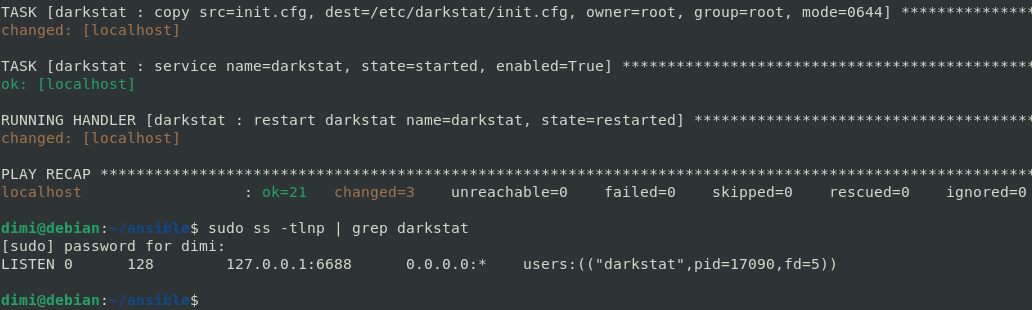 TASK [darkstat : copy src=init.cfg, dest=/etc/darkstat/init.cfg, owner=root, group=root, mode=0644] ***************
changed: [localhost]
TASK [darkstat : service name=darkstat, state=started, enabled=True] **********************************************
ok: [localhost]
RUNNING HANDLER [darkstat : restart darkstat name=darkstat, state=restarted] **************************************
changed: [localhost]
PLAY RECAP ********************************************************************************************************
localhost                  : ok=21   changed=3    unreachable=0    failed=0    skipped=0    rescued=0    ignored=0
dimi@debian:~/ansible$ sudo ss -tlnp | grep darkstat
[sudo] password for dimi:
LISTEN 0      128        127.0.0.1:6688      0.0.0.0:*    users:(("darkstat",pid=17090,fd=5))
dimi@debian:~/ansible$